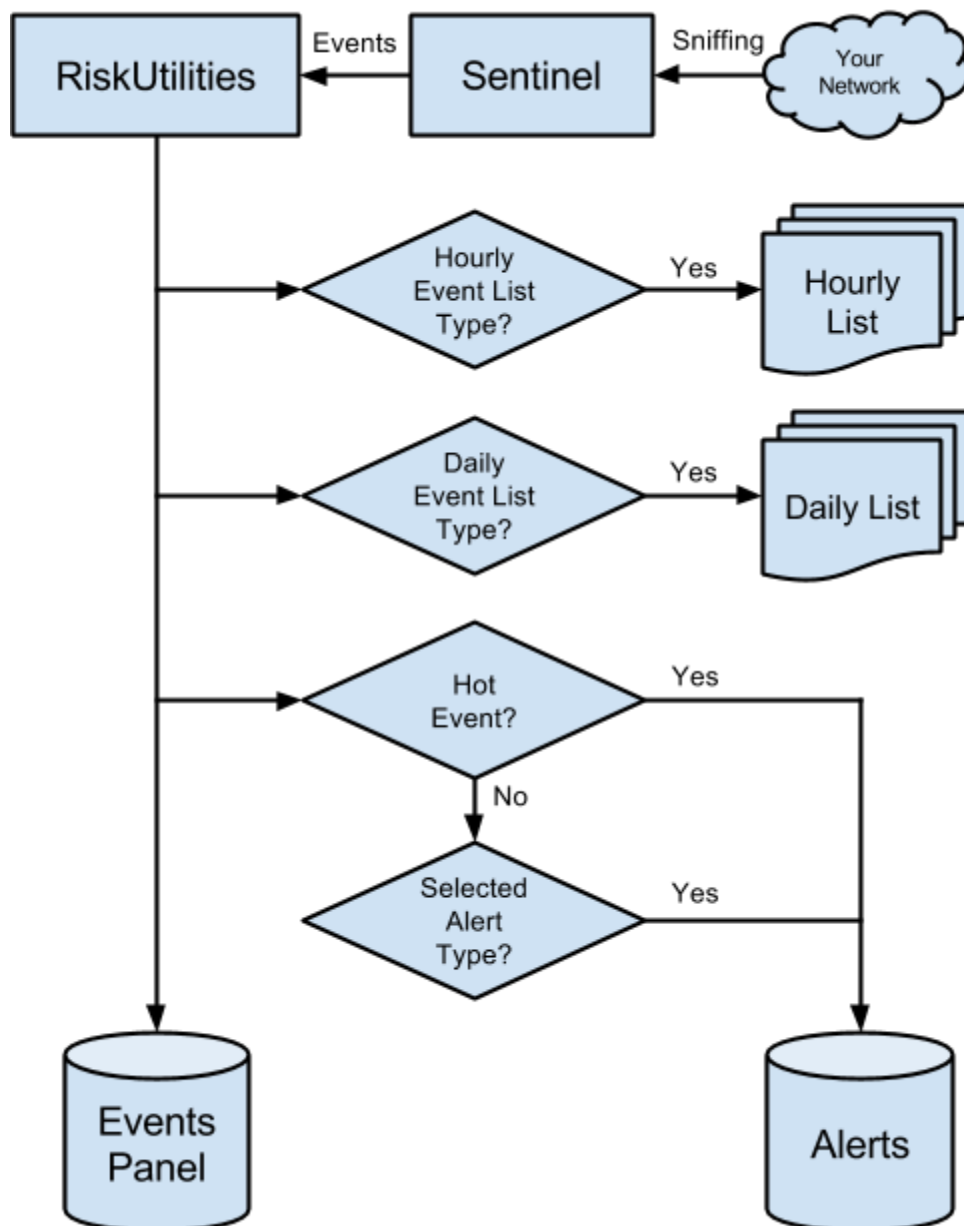 RiskUtilities
Events
Sentinel
Sniffing
Your
Network
Hourly
Event List
Type?
Yes
Hourly
List
Daily
Event List
Type?
Yes
Daily List
Hot
Event?
Yes
No
Selected
Alert
Type?
Yes
Events
Panel
Alerts